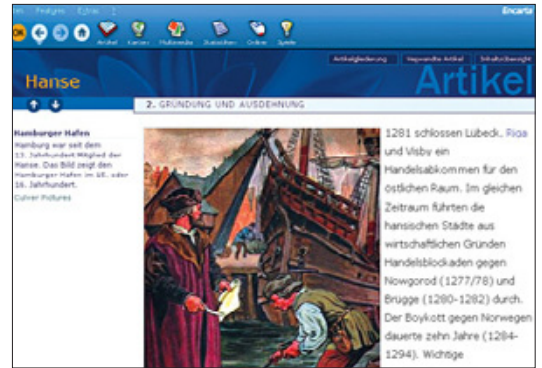 Features Extras
Encarta
Artikel Karten Multimedia Statistiken Online Spiele
Artikelgliederung Verwandte Artikel Inhaltsübersicht
Hanse
Artikel
2. GRÜNDUNG UND AUSDEHNUNG
Hamburger Hafen
Hamburg war seit dem
13. Jahrhundert Mitglied der
Hanse. Das Bild zeigt den
Hamburger Hafen im 15. oder
16. Jahrhundert.
Culver Pictures
1281 schlossen Lübeck, Riga
und Visby ein
Handelsabkommen für den
östlichen Raum. Im gleichen
Zeitraum führten die
hansischen Städte aus
wirtschaftlichen Gründen
Handelsblockaden gegen
Nowgorod (1277/78) und
Brügge (1280-1282) durch.
Der Boykott gegen Norwegen
dauerte zehn Jahre (1284-
1294). Wichtige